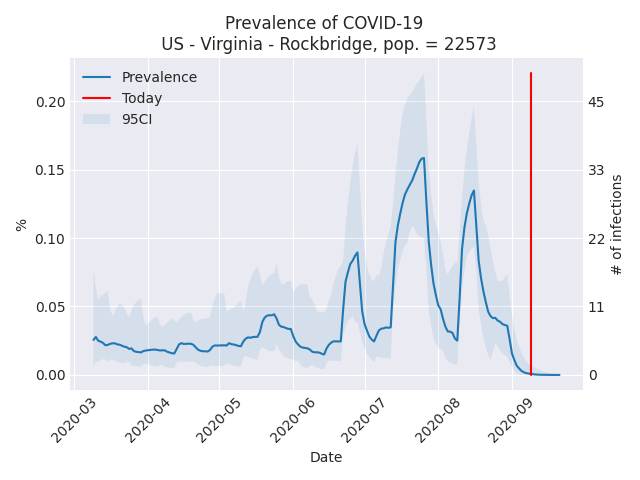 Prevalence of COVID-19
US - Virginia - Rockbridge, pop. = 22573
Prevalence
Today
95CI
0.20
0.15
0.10
0.05
0.00
%
45
33
22
11
0
# of infections
2020-03
2020-04
2020-05
2020-06
2020-07
2020-08
2020-09
Date